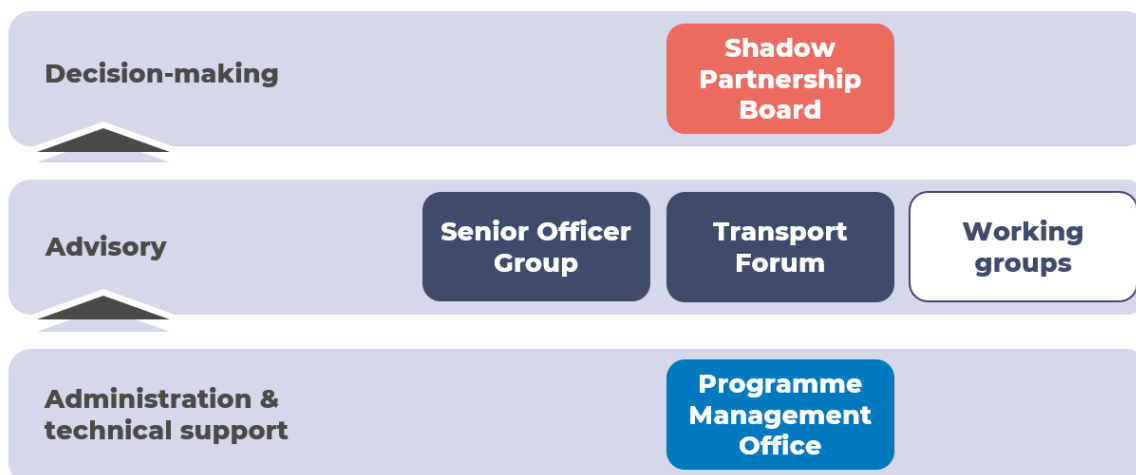 Decision-making
Shadow
Partnership
Board
Advisory
Senior Officer
Group
Transport
Forum
Working
groups
Administration &
technical support
Programme
Management
Office